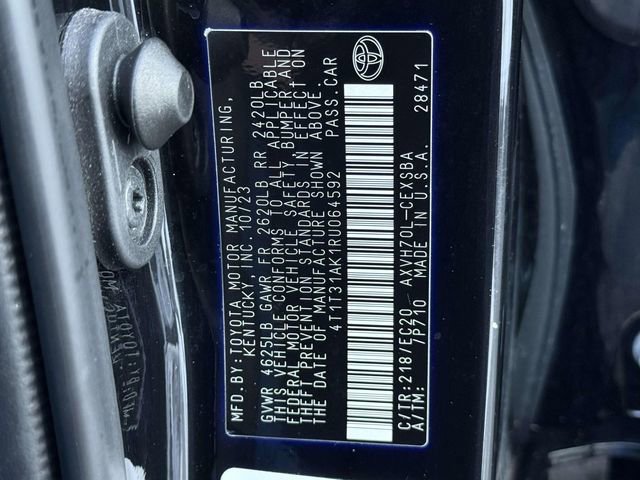 MFD.BY:TOYOTA MOTOR MANUFACTURING,
KENTUCKY, INC. 10/23
GVWR 4625LB GAWR FR 2620LB RR 2420LB
THIS VEHICLE CONFORMS TO ALL APPLICABLE
FEDERAL MOTOR VEHICLE SAFETY, BUMPER AND
THEFT PREVENTION STANDARDS IN EFFECT ON
THE DATE OF MANUFACTURE SHOWN ABOVE.
4T1T31AK1RU064592 PASS.CAR
C/TR:218/EC20 AXVH70L-CEXSBA
A/TM: MADE IN U.S.A. 28471